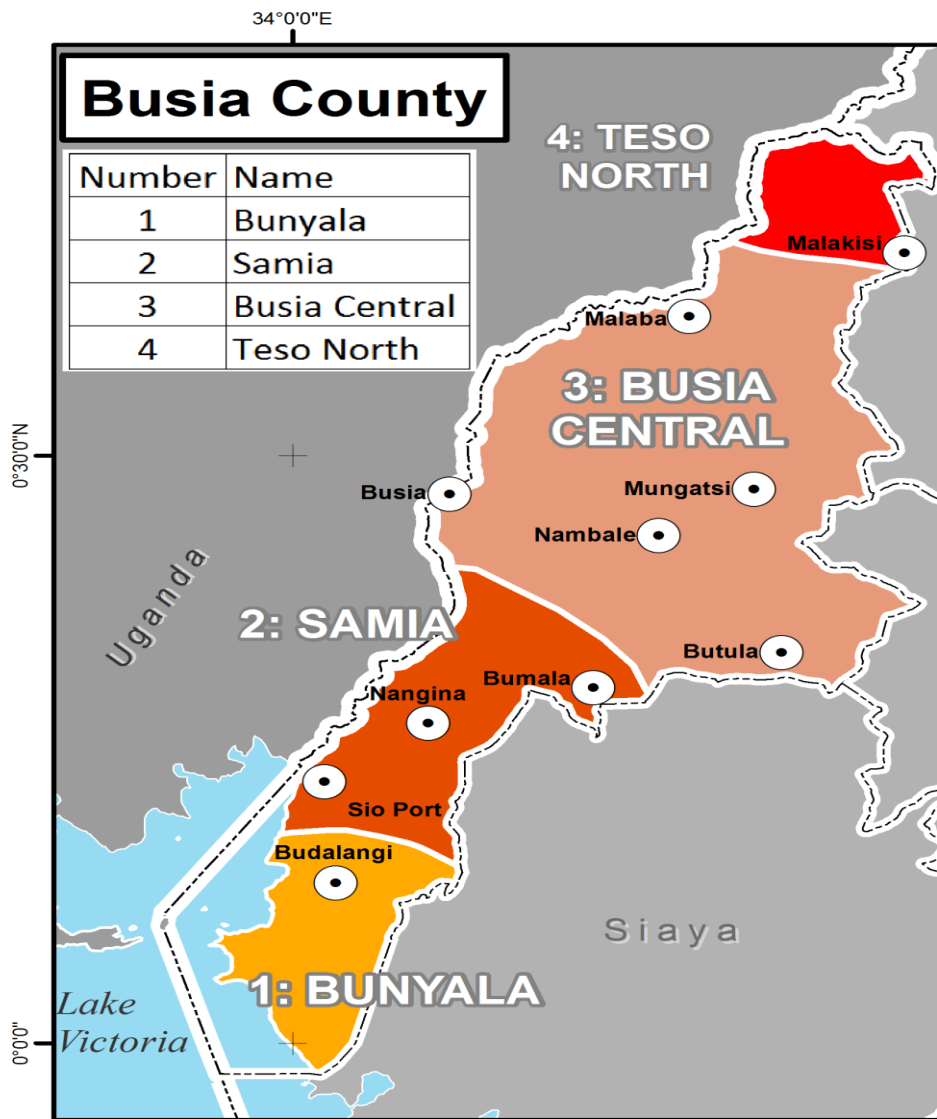 34°0'0"E
Busia County
Number Name
1 Bunyala
2 Samia
3 Busia Central
4 Teso North
4: TESO
NORTH
Malakisi
Malaba
3: BUSIA
CENTRAL
0°30'0"N
Busia
Mungatsi
Nambale
Uganda
2: SAMIA
Butula
Bumala
Nangina
Sio Port
Budalangi
Siaya
1: BUNYALA
Lake
Victoria
0°0'0"